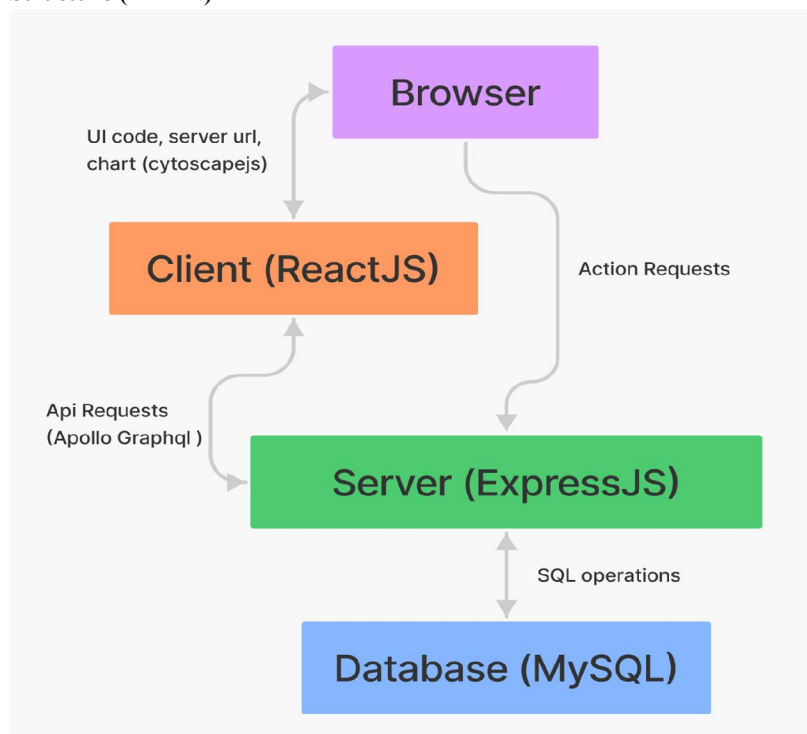 Browser
UI code, server url,
chart (cytoscapejs)
Client (ReactJS)
Action Requests
Api Requests
(Apollo Graphql )
Server (ExpressJS)
SQL operations
Database (MySQL)